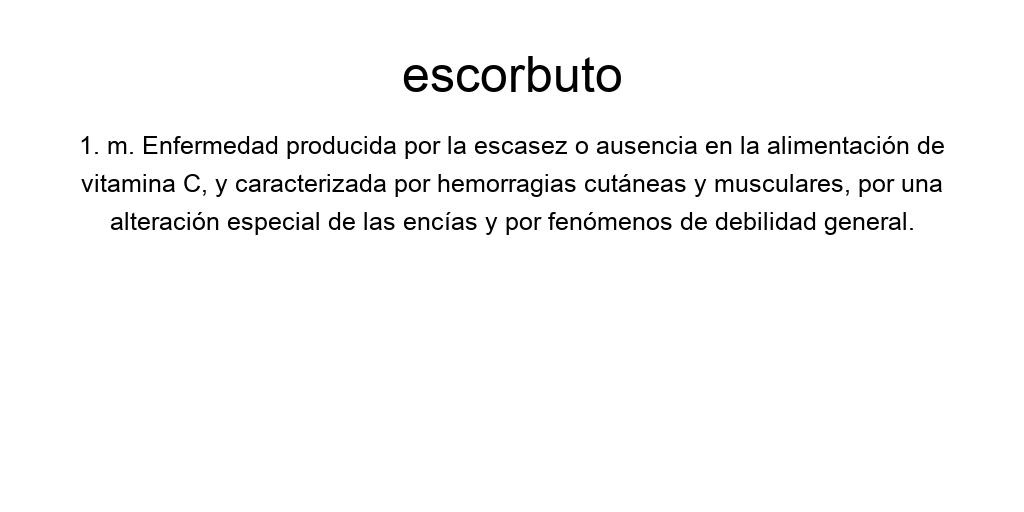 escorbuto
1. m. Enfermedad producida por la escasez o ausencia en la alimentación de
vitamina C, y caracterizada por hemorragias cutáneas y musculares, por una
alteración especial de las encías y por fenómenos de debilidad general.